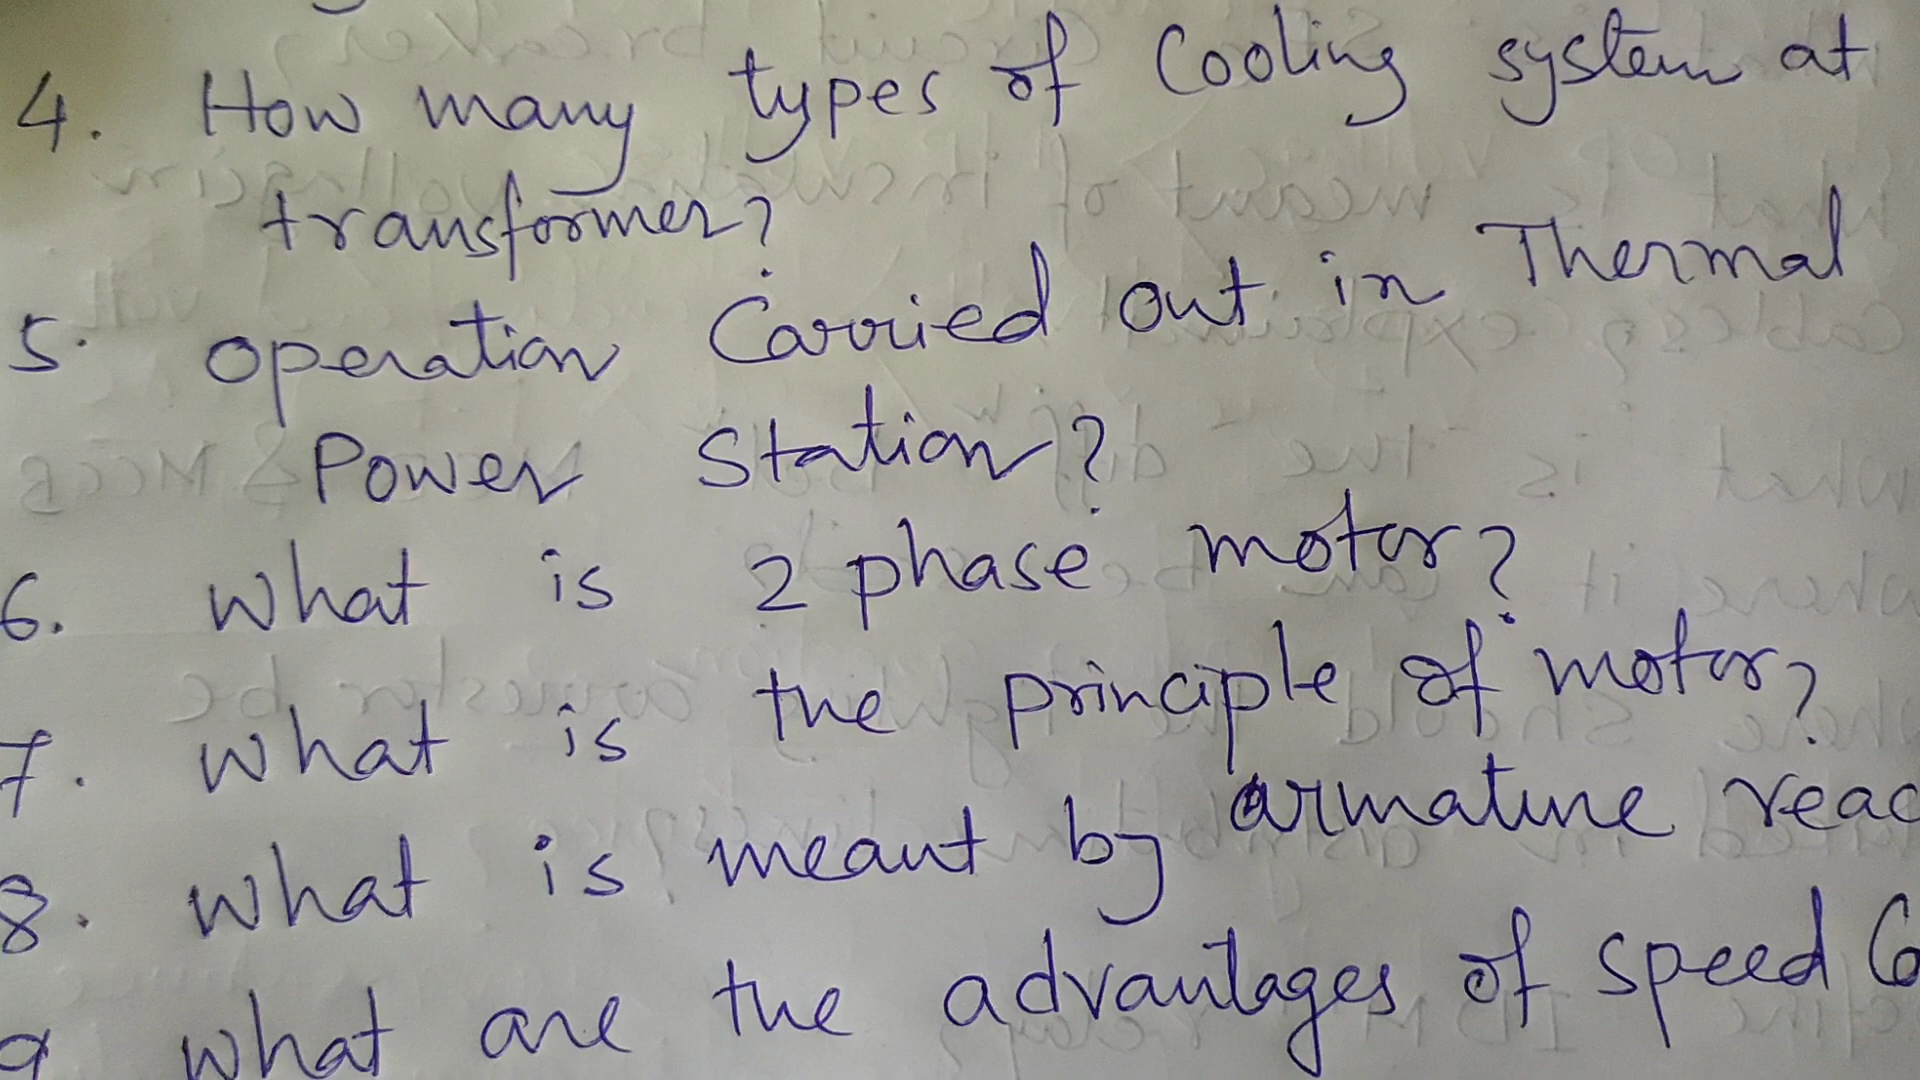 4. How many types of Cooling system at
transformer?
5. Operation Carried out in Thermal
Power Station?
6. What is 2 phase motor?
7. What is the principle of motor?
8. What is meant by armature reac
9 What are the advantages of speed Co